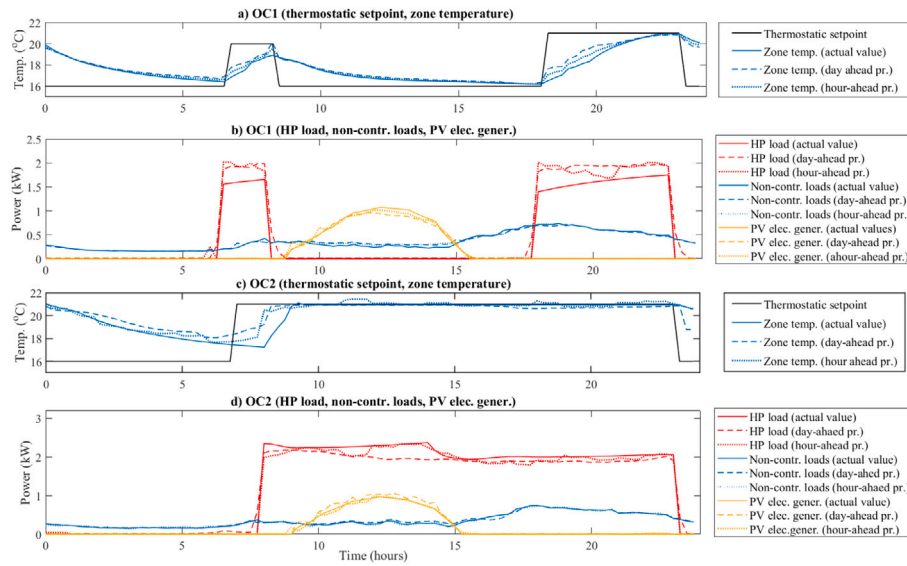 a) OC1 (thermostatic setpoint, zone temperature)
Temp. (°C)
22
20
18
16
0
5
10
15
20
Thermostatic setpoint
Zone temp. (actual value)
Zone temp. (day ahead pr.)
Zone temp. (hour-ahead pr.)
b) OC1 (HP load, non-contr. loads, PV elec. gener.)
Power (kW)
2.5
2
1.5
1
0.5
0
0
5
10
15
20
HP load (actual value)
HP load (day-ahead pr.)
HP load (hour-ahead pr.)
Non-contr. loads (actual value)
Non-contr. loads (day-ahead pr.)
Non-contr. loads (hour-ahead pr.)
PV elec. gener. (actual values)
PV elec. gener. (day-ahead pr.)
PV elec. gener. (ahour-ahead pr.)
c) OC2 (thermostatic setpoint, zone temperature)
Temp. (°C)
22
20
18
16
0
5
10
15
20
Thermostatic setpoint
Zone temp. (actual value)
Zone temp. (day-ahead pr.)
Zone temp. (hour ahead pr.)
d) OC2 (HP load, non-contr. loads, PV elec. gener.)
Power (kW)
3
2
1
0
0
5
10
15
20
Time (hours)
HP load (actual value)
HP load (day-ahaed pr.)
HP load (hour-ahead pr.)
Non-contr. loads (actual value)
Non-contr. loads (day-ahed pr.)
Non-contr. loads (hour-ahaed pr.)
PV elec gener. (actual value)
PV elec. gener. (day-ahead pr.)
PV elec.gener. (hour-ahead pr.)